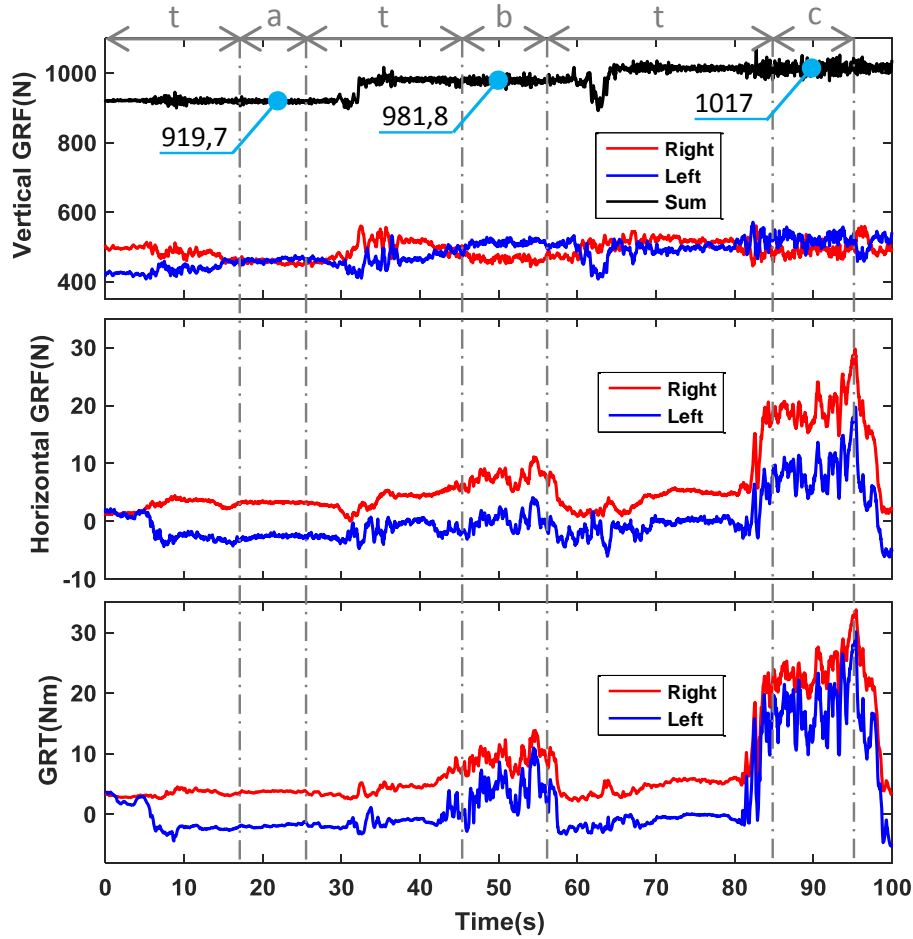 t a t b t c
Vertical GRF(N)
1000
800
600
400
919,7
981,8
1017
Right
Left
Sum
Horizontal GRF(N)
30
20
10
0
-10
Right
Left
GRT(Nm)
30
20
10
0
Right
Left
0 10 20 30 40 50 60 70 80 90 100
Time(s)